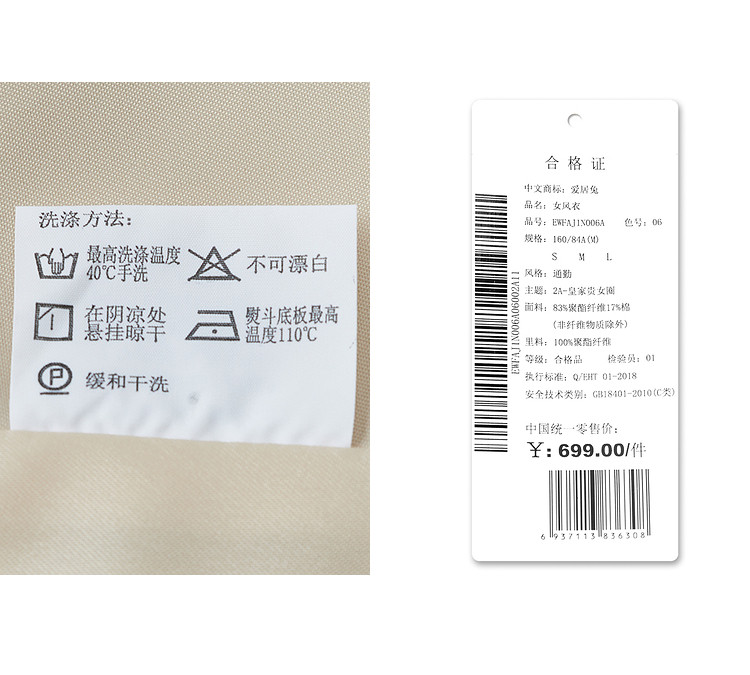 洗涤方法:
最高洗涤温度
40℃手洗
不可漂白
在阴凉处
悬挂晾干
熨斗底板最高
温度110℃
P
缓和干洗
合格证
中文商标: 爱居兔
品名: 女风衣
品号: EWFAJ1N006A 色号: 06
规格: 160/84A(M)
S M L
风格: 通勤
主题: 2A-皇家贵女圈
面料: 83%聚酯纤维17%棉
(非纤维物质除外)
里料: 100%聚酯纤维
等级: 合格品 检验员: 01
执行标准: Q/EHT 01-2018
安全技术类别: GB18401-2010(C类)
EWFAJ1N006A06002A11
中国统一零售价:
¥: 699.00/件
6 937113 836308